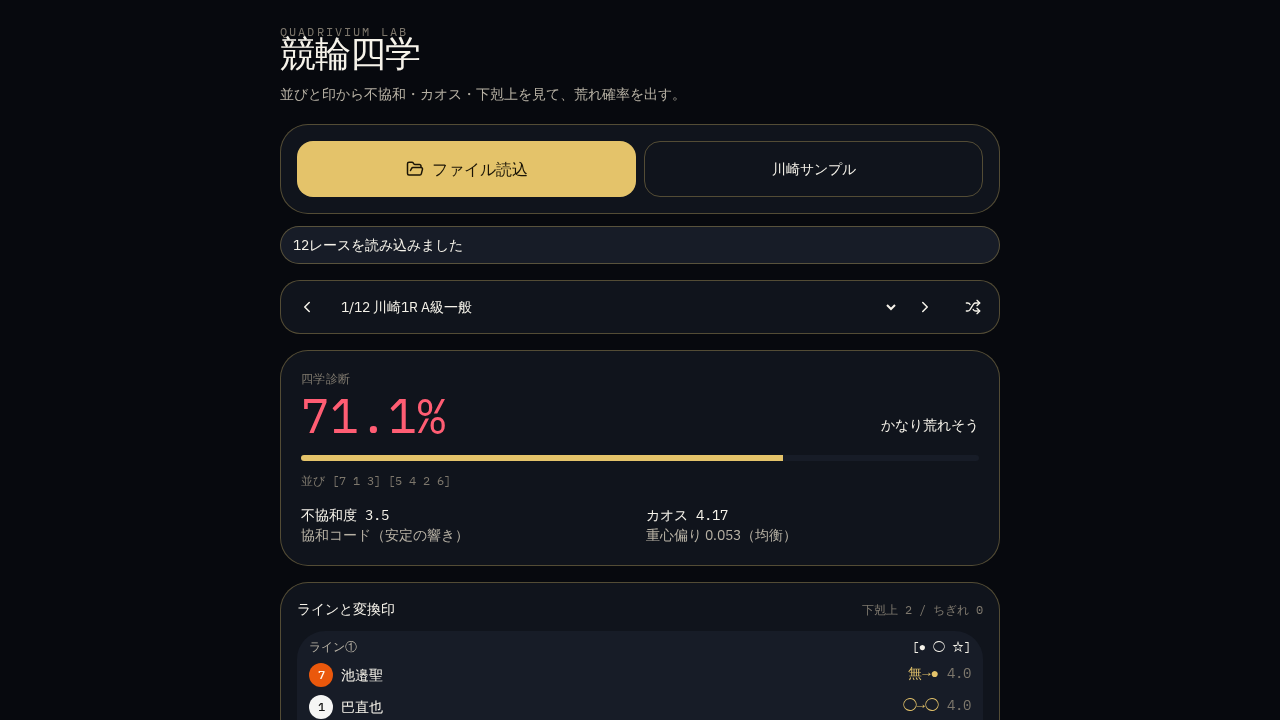 QUADRIVIUM LAB
競輪四学
並びと印から不協和・カオス・下剋上を見て、荒れ確率を出す。
ファイル読込
川崎サンプル
12レースを読み込みました
1/12 川崎1R A級一般
四学診断
71.1%
かなり荒れそう
並び [7 1 3] [5 4 2 6]
不協和度 3.5
カオス 4.17
協和コード（安定の響き）
重心偏り 0.053（均衡）
ラインと変換印
下剋上 2 / ちぎれ 0
ライン①
[● ◯ ☆]
7 池邉聖 無→● 4.0
1 巴直也 ◯→◯ 4.0